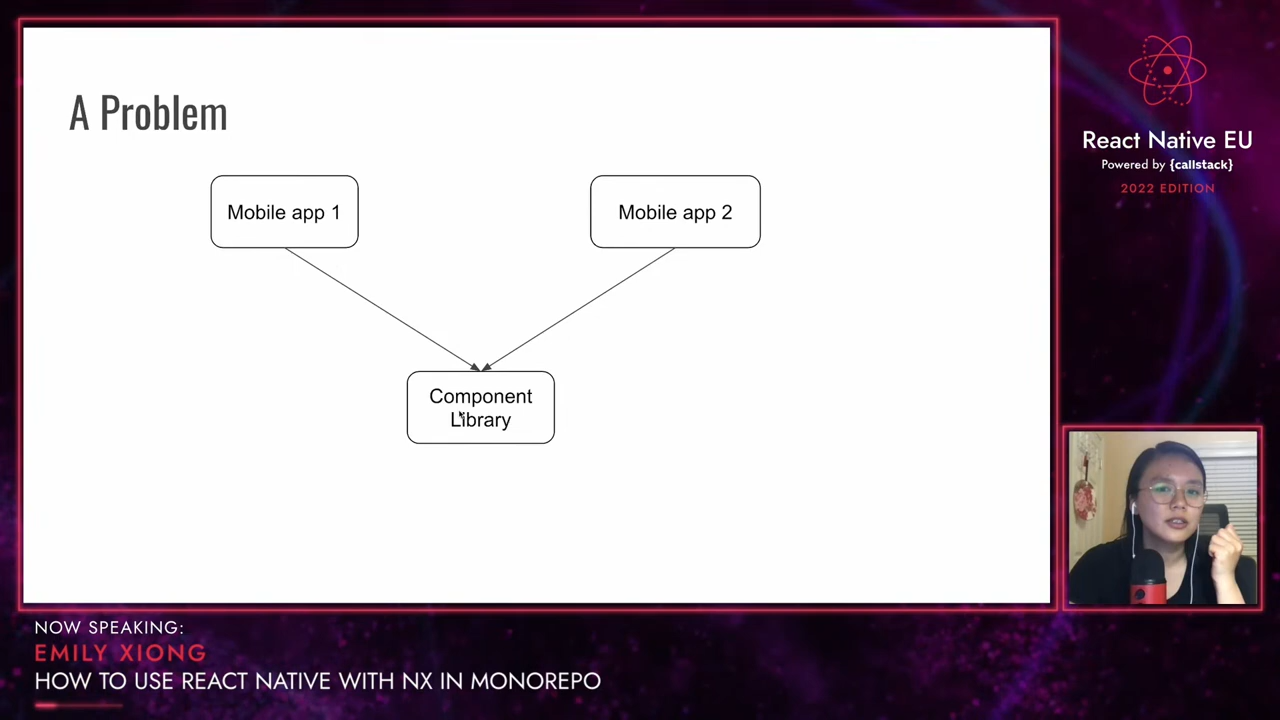 A Problem
Mobile app 1
Mobile app 2
Component
Library
React Native EU
Powered by {callstack}
2022 EDITION
NOW SPEAKING:
EMILY XIONG
HOW TO USE REACT NATIVE WITH NX IN MONOREPO